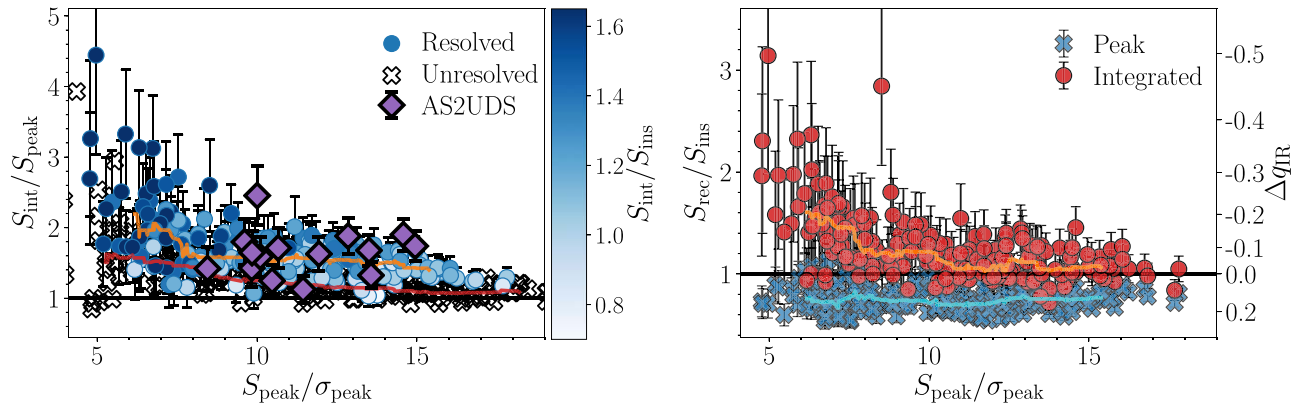 5
4
3
2
1
S_int/S_peak
Resolved
Unresolved
AS2UDS
5
10
15
S_peak/σ_peak
1.6
1.4
1.2
1.0
0.8
S_int/S_ins
3
2
1
S_rec/S_ins
Peak
Integrated
5
10
15
S_peak/σ_peak
-0.5
-0.4
-0.3
-0.2
-0.1
0.0
0.2
Δq_IR